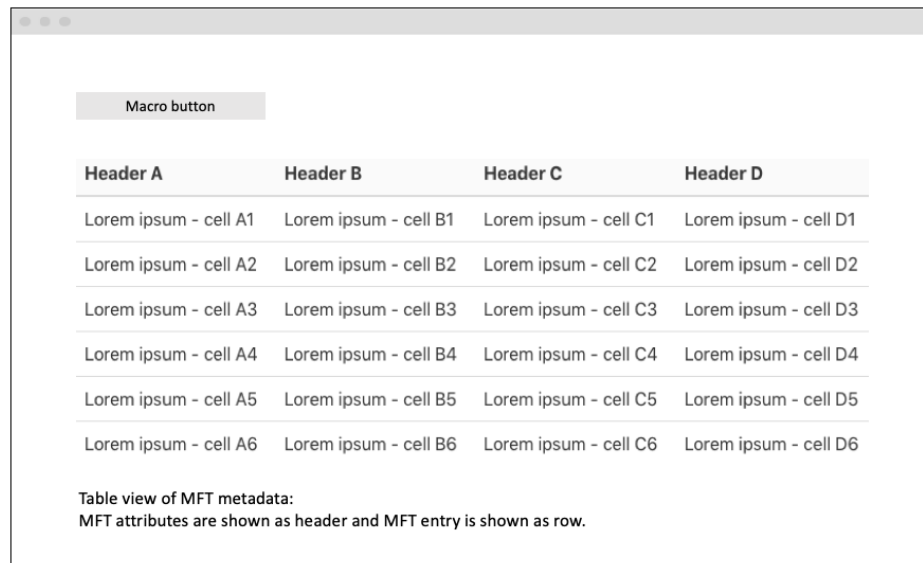 Macro button
Header A Header B Header C Header D
Lorem ipsum - cell A1 Lorem ipsum - cell B1 Lorem ipsum - cell C1 Lorem ipsum - cell D1
Lorem ipsum - cell A2 Lorem ipsum - cell B2 Lorem ipsum - cell C2 Lorem ipsum - cell D2
Lorem ipsum - cell A3 Lorem ipsum - cell B3 Lorem ipsum - cell C3 Lorem ipsum - cell D3
Lorem ipsum - cell A4 Lorem ipsum - cell B4 Lorem ipsum - cell C4 Lorem ipsum - cell D4
Lorem ipsum - cell A5 Lorem ipsum - cell B5 Lorem ipsum - cell C5 Lorem ipsum - cell D5
Lorem ipsum - cell A6 Lorem ipsum - cell B6 Lorem ipsum - cell C6 Lorem ipsum - cell D6
Table view of MFT metadata:
MFT attributes are shown as header and MFT entry is shown as row.